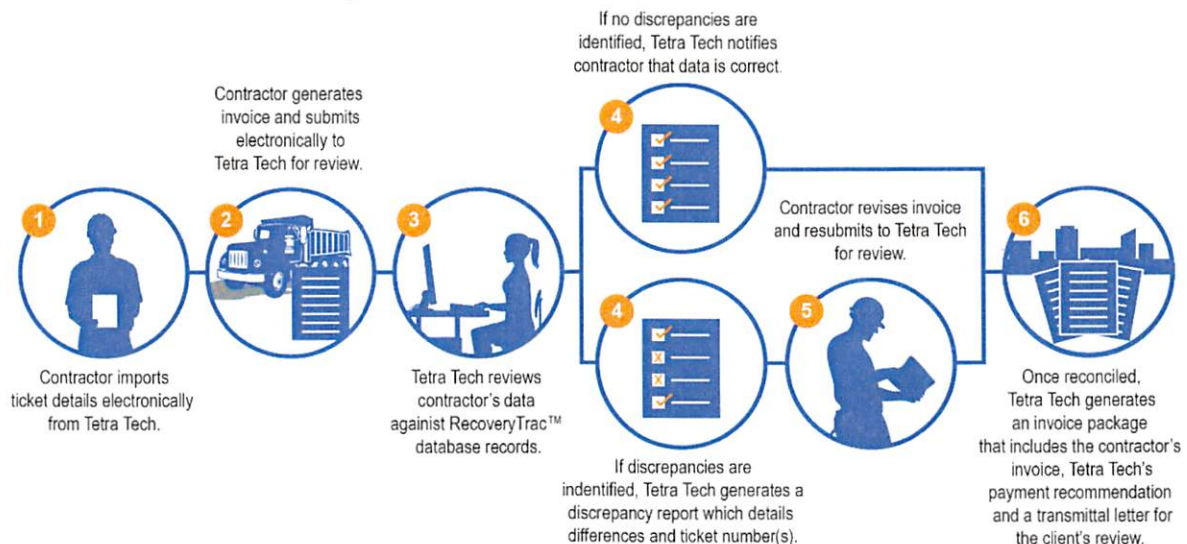 1
Contractor imports
ticket details electronically
from Tetra Tech.
Contractor generates
invoice and submits
electronically to
Tetra Tech for review.
2
3
Tetra Tech reviews
contractor's data
againist RecoveryTrac™
database records.
If no discrepancies are
identified, Tetra Tech notifies
contractor that data is correct.
4
4
If discrepancies are
indentified, Tetra Tech generates a
discrepancy report which details
differences and ticket number(s).
Contractor revises invoice
and resubmits to Tetra Tech
for review.
5
6
Once reconciled,
Tetra Tech generates
an invoice package
that includes the contractor's
invoice, Tetra Tech's
payment recommendation
and a transmittal letter for
the client's review.